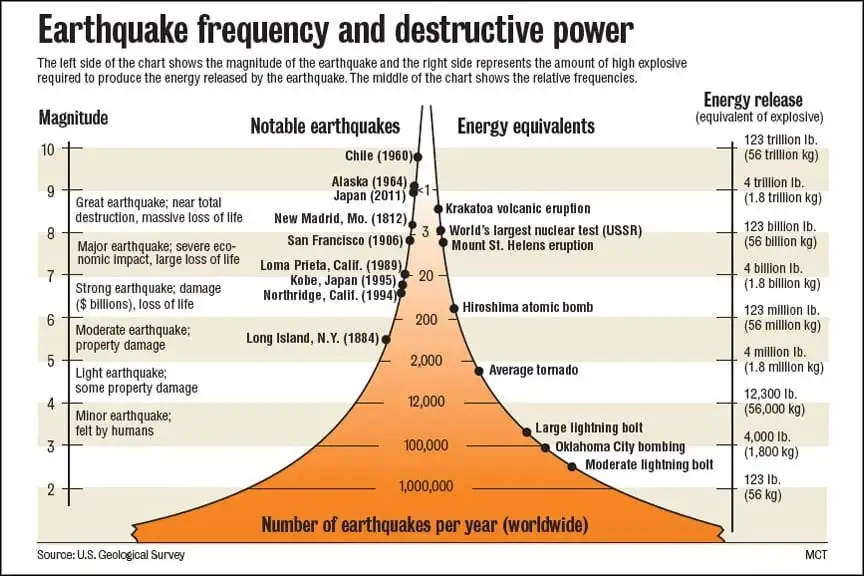 Earthquake frequency and destructive power
The left side of the chart shows the magnitude of the earthquake and the right side represents the amount of high explosive
required to produce the energy released by the earthquake. The middle of the chart shows the relative frequencies.
Magnitude
Notable earthquakes
Energy equivalents
Energy release
(equivalent of explosive)
10
Chile (1960)
123 trillion lb.
(56 trillion kg)
Alaska (1964)
Japan (2011)
9
<1
4 trillion lb.
(1.8 trillion kg)
Great earthquake; near total
destruction, massive loss of life
New Madrid, Mo. (1812)
Krakatoa volcanic eruption
8
San Francisco (1906)
3
World's largest nuclear test (USSR)
Mount St. Helens eruption
123 billion lb.
(56 billion kg)
Major earthquake; severe eco-
nomic impact, large loss of life
Loma Prieta, Calif. (1989)
7
20
4 billion lb.
(1.8 billion kg)
Kobe, Japan (1995)
Northridge, Calif. (1994)
Strong earthquake; damage
($ billions), loss of life
Hiroshima atomic bomb
6
200
123 million lb.
(56 million kg)
Moderate earthquake;
property damage
Long Island, N.Y. (1884)
5
2,000
4 million lb.
(1.8 million kg)
Light earthquake;
some property damage
Average tornado
4
12,000
12,300 lb.
(56,000 kg)
Minor earthquake;
felt by humans
Large lightning bolt
3
100,000
Oklahoma City bombing
4,000 lb.
(1,800 kg)
Moderate lightning bolt
2
1,000,000
123 lb.
(56 kg)
Number of earthquakes per year (worldwide)
Source: U.S. Geological Survey
MCT